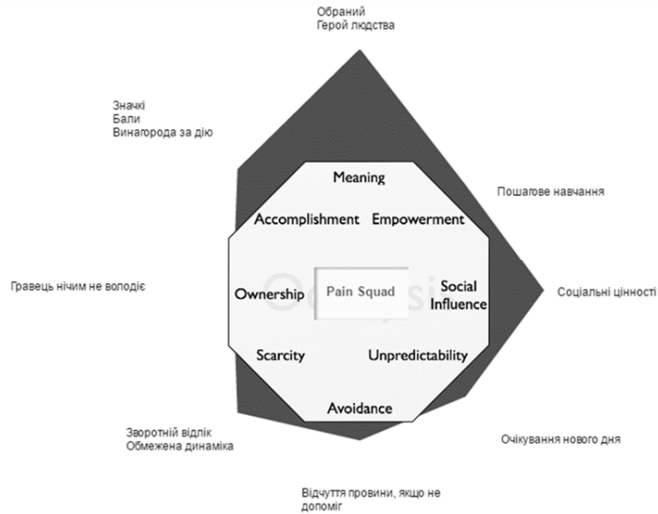 Обраний
Герой людства
Значкі
Бали
Винагорода за дію
Meaning
Пошагове навчання
Accomplishment Empowerment
Гравець нічим не володіє
Ownership
Pain Squad
Social
Influence
Соціальні цінності
Scarcity
Unpredictability
Avoidance
Зворотній відлік
Обмежена динаміка
Очікування нового дня
Відчуття провини, якщо не
допоміг